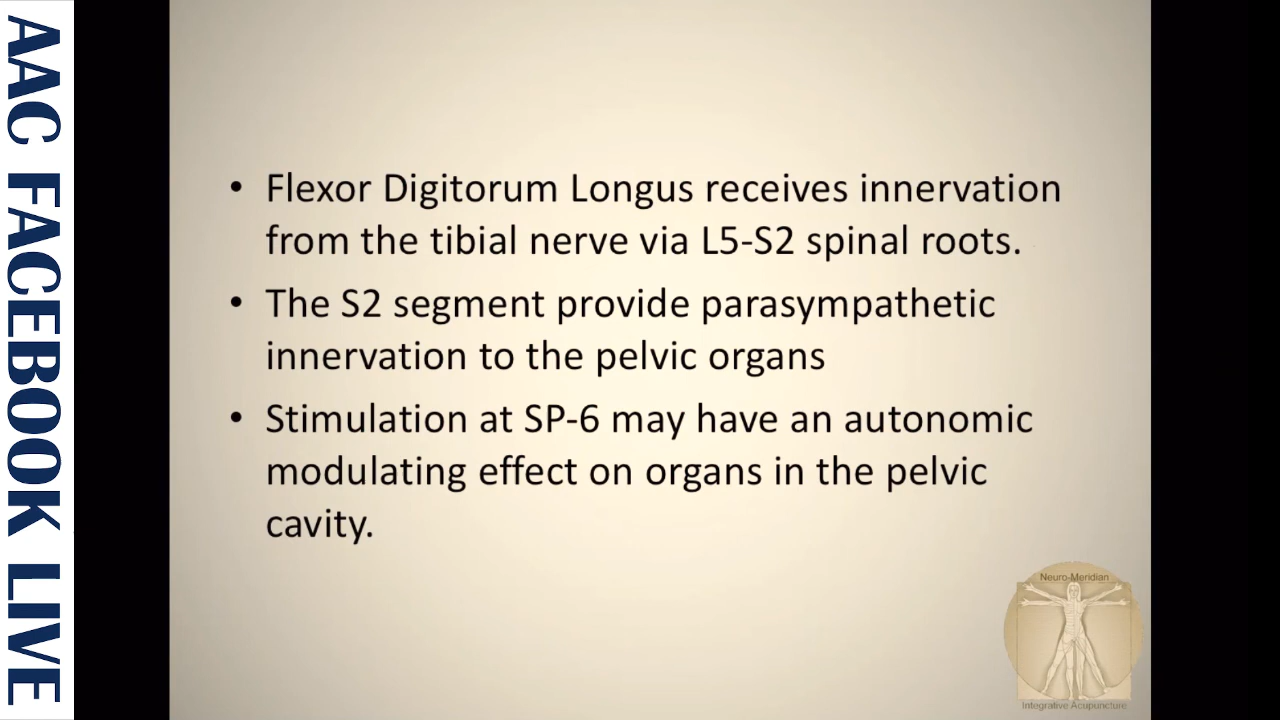 AAC FACEBOOK LIVE
• Flexor Digitorum Longus receives innervation
from the tibial nerve via L5-S2 spinal roots.
• The S2 segment provide parasympathetic
innervation to the pelvic organs
• Stimulation at SP-6 may have an autonomic
modulating effect on organs in the pelvic
cavity.
Neuro-Meridian
Integrative Acupuncture